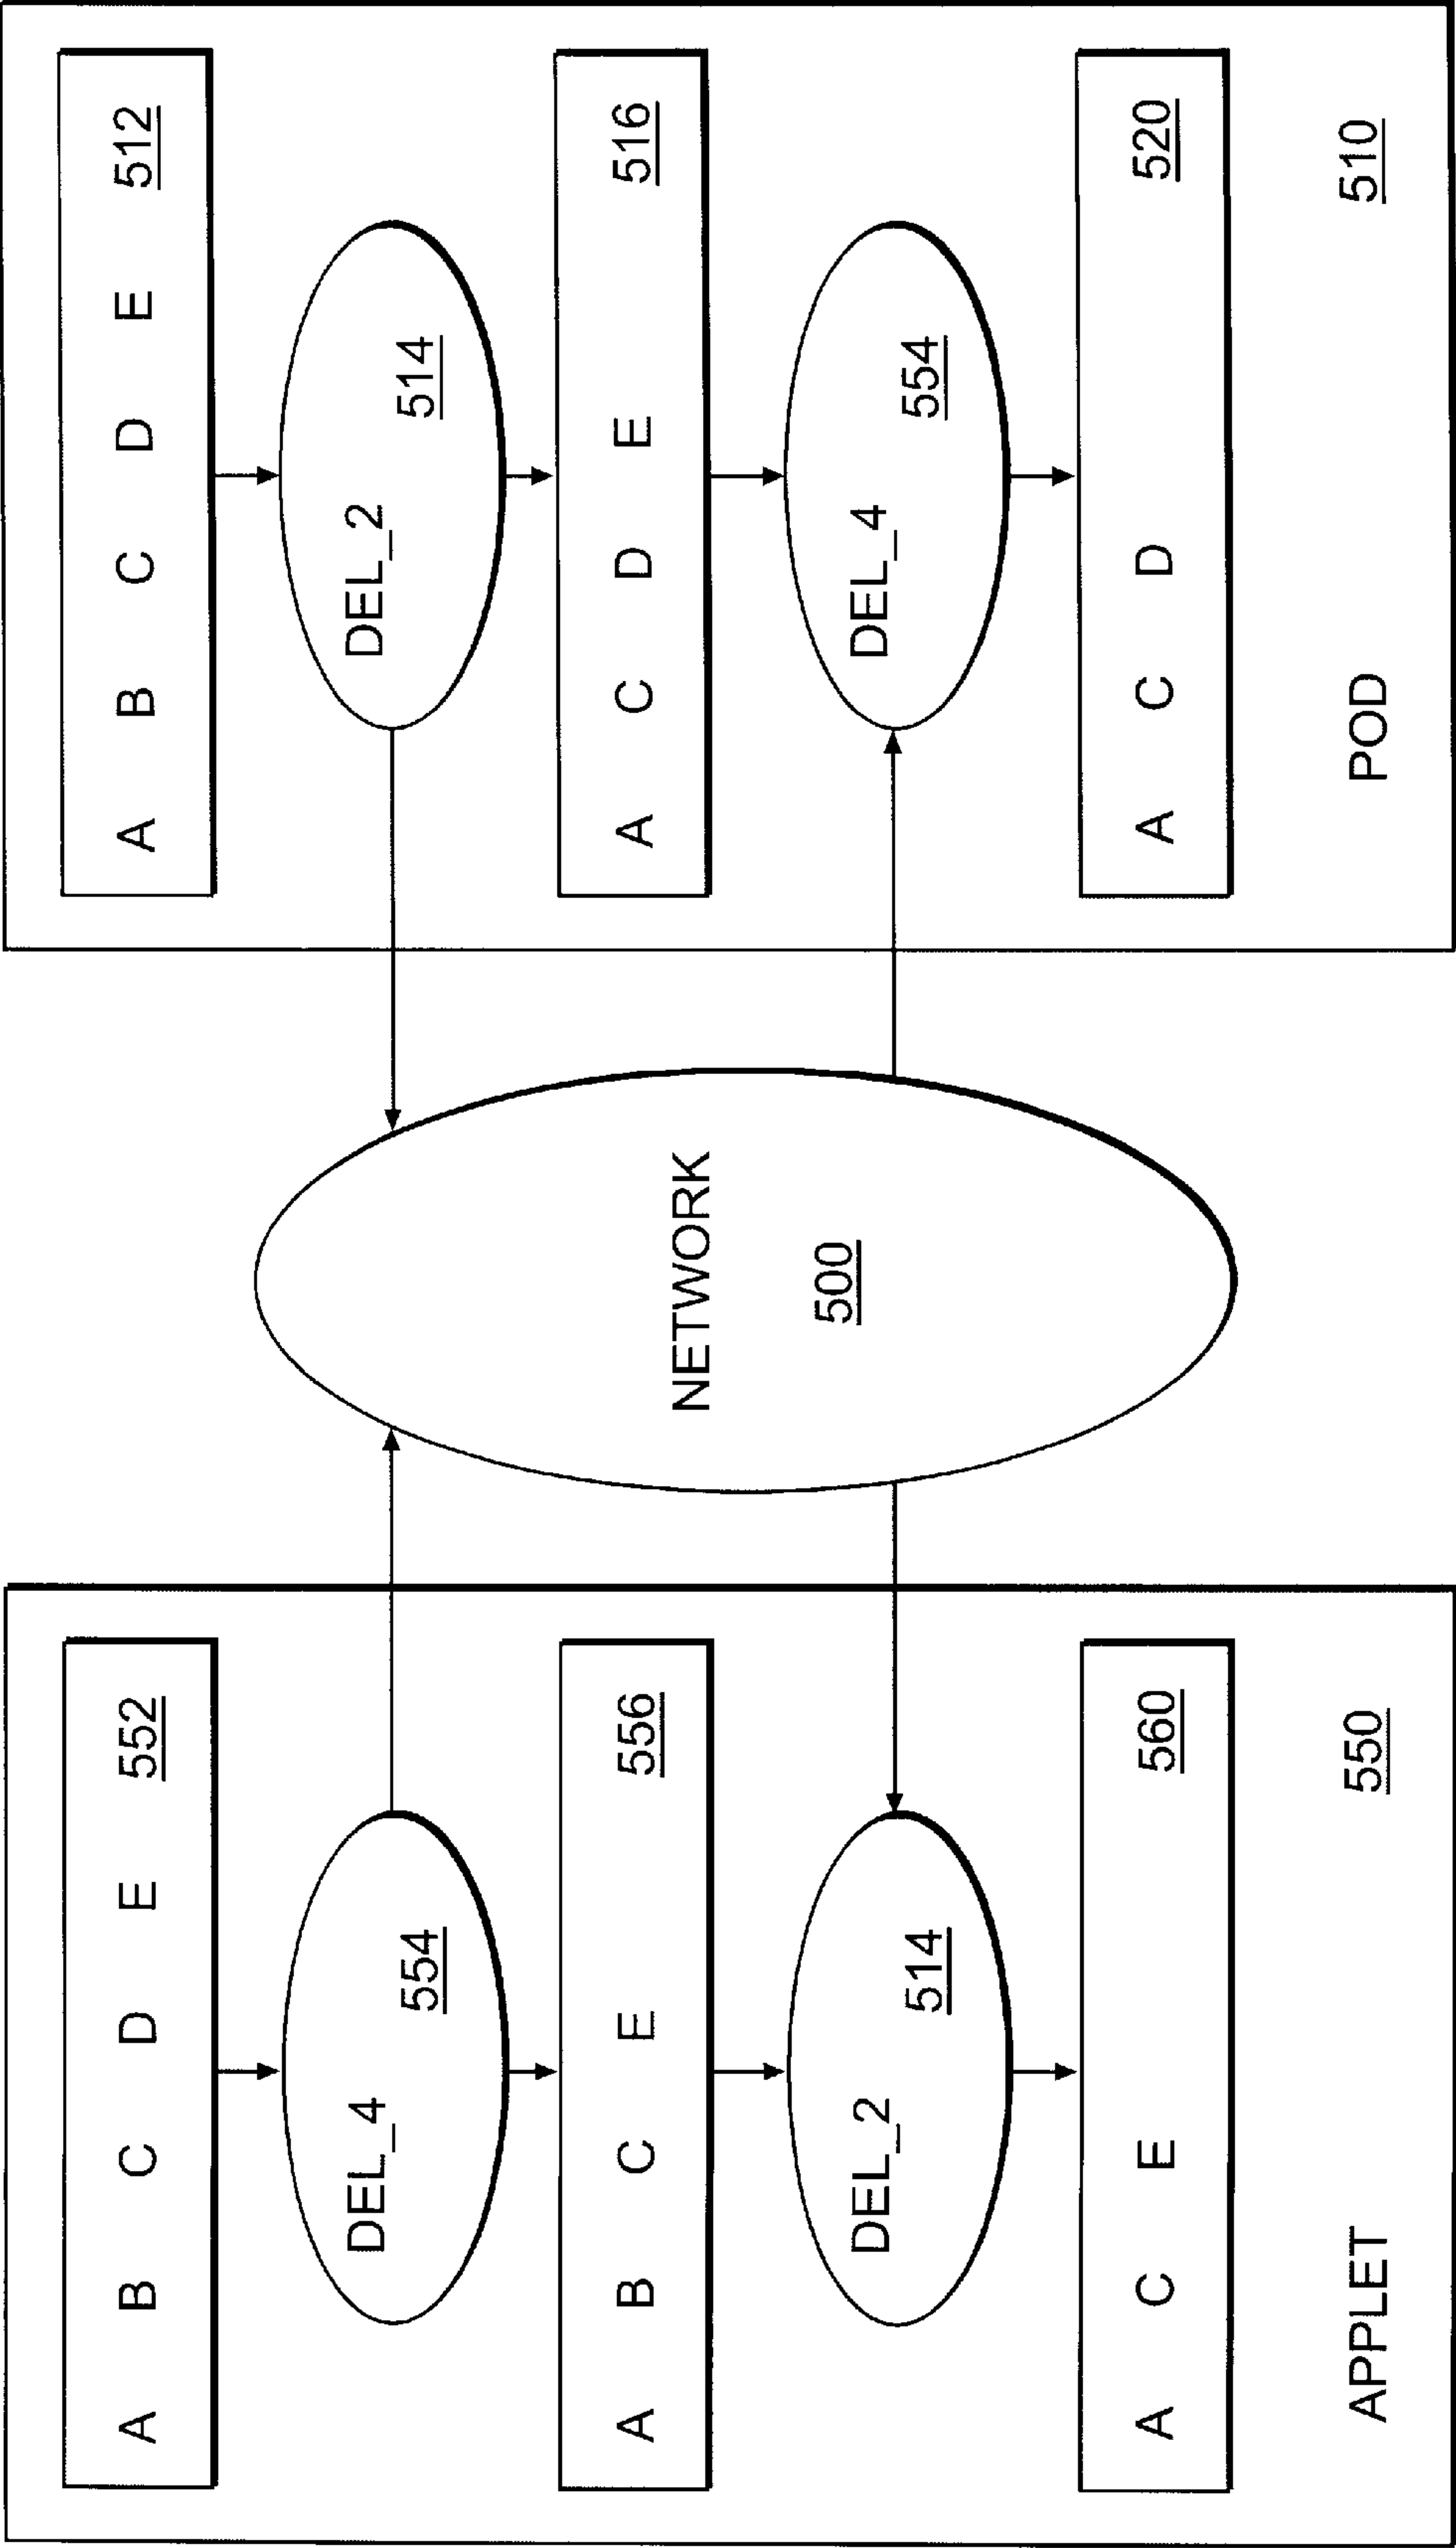 A B C D E 552
DEL_4
554
A B C E 556
DEL_2
514
A C E 560
APPLET 550
NETWORK
500
A B C D E 512
DEL_2
514
A C D E 516
DEL_4
554
A C D 520
POD 510